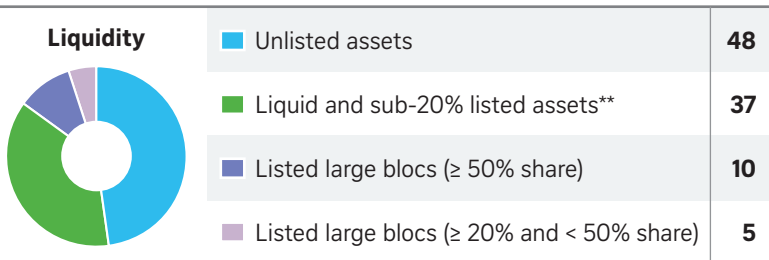 Liquidity
Unlisted assets 48
Liquid and sub-20% listed assets** 37
Listed large blocs (≥ 50% share) 10
Listed large blocs (≥ 20% and < 50% share) 5